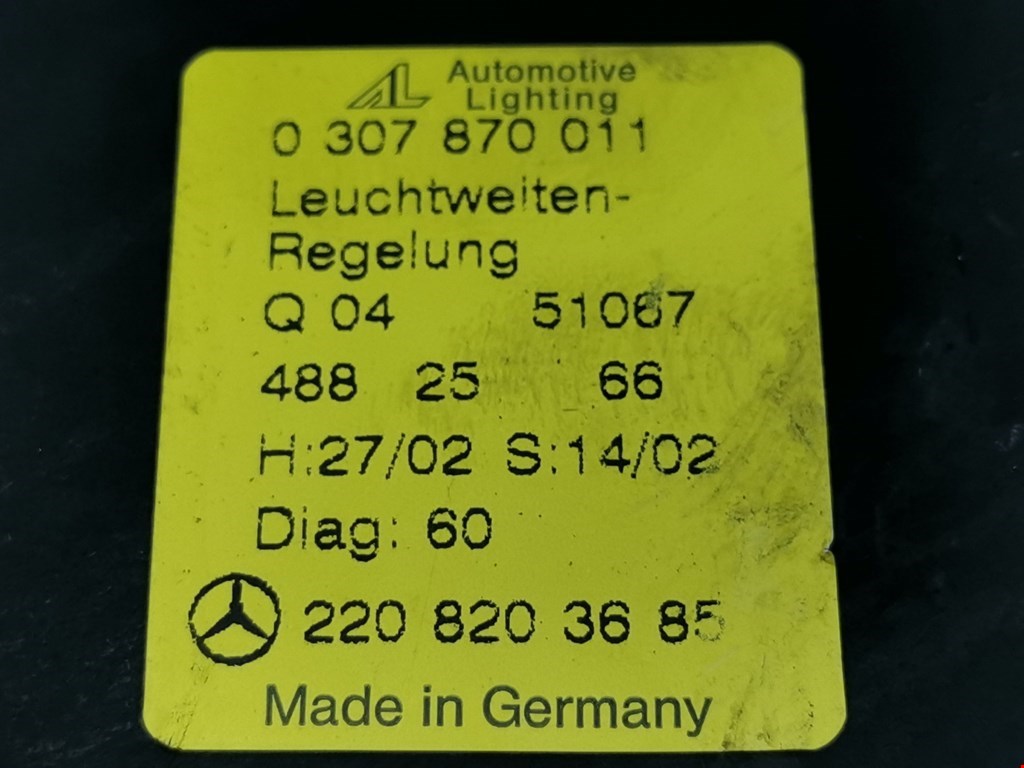 AL Automotive
Lighting
0 307 870 011
Leuchtweiten-
Regelung
Q 04 51067
488 25 66
H:27/02 S:14/02
Diag: 60
220 820 36 85
Made in Germany